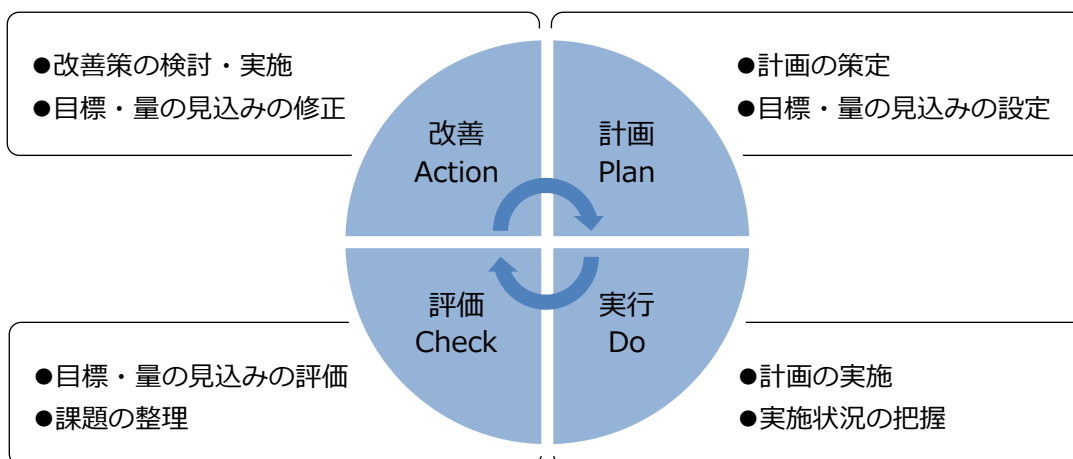 ●改善策の検討・実施
●目標・量の見込みの修正
改善
Action
計画
Plan
●計画の策定
●目標・量の見込みの設定
●目標・量の見込みの評価
●課題の整理
評価
Check
実行
Do
●計画の実施
●実施状況の把握